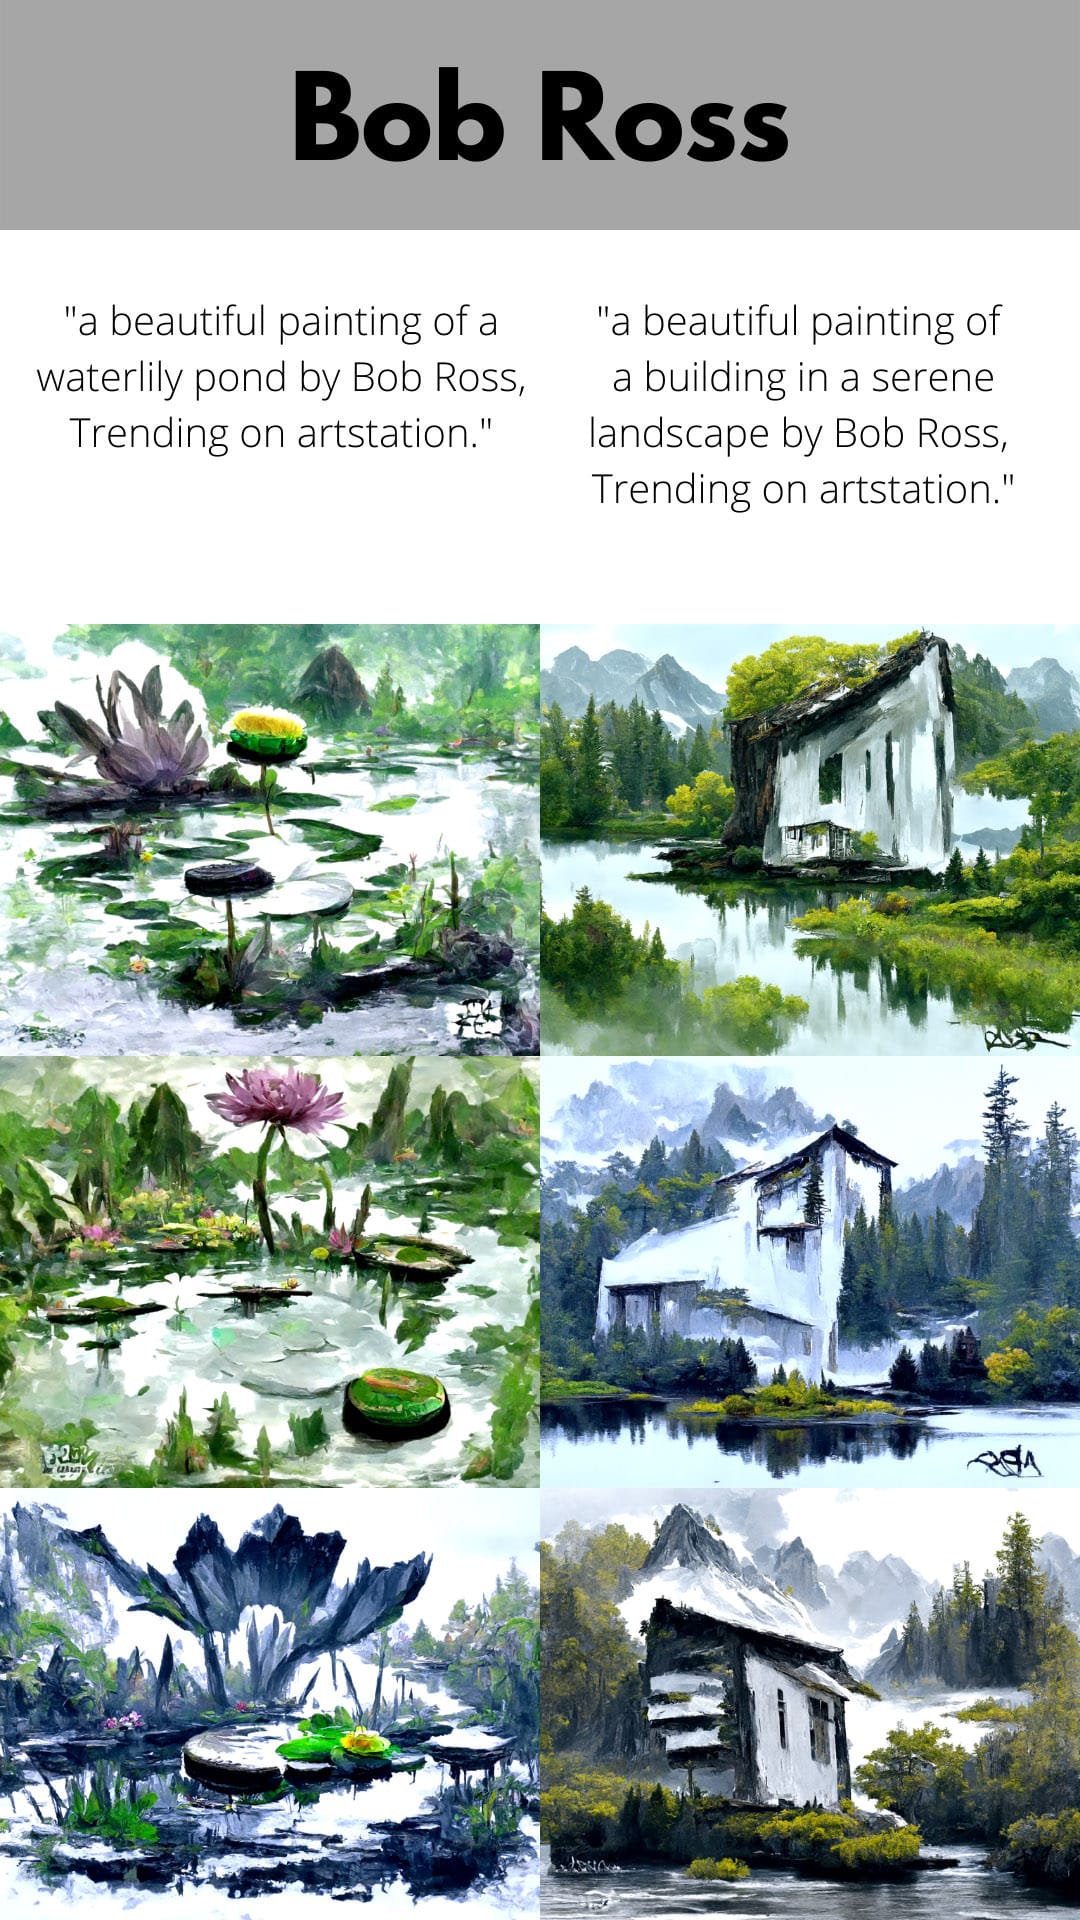 Bob Ross
"a beautiful painting of a
waterlily pond by Bob Ross,
Trending on artstation."
"a beautiful painting of
a building in a serene
landscape by Bob Ross,
Trending on artstation."